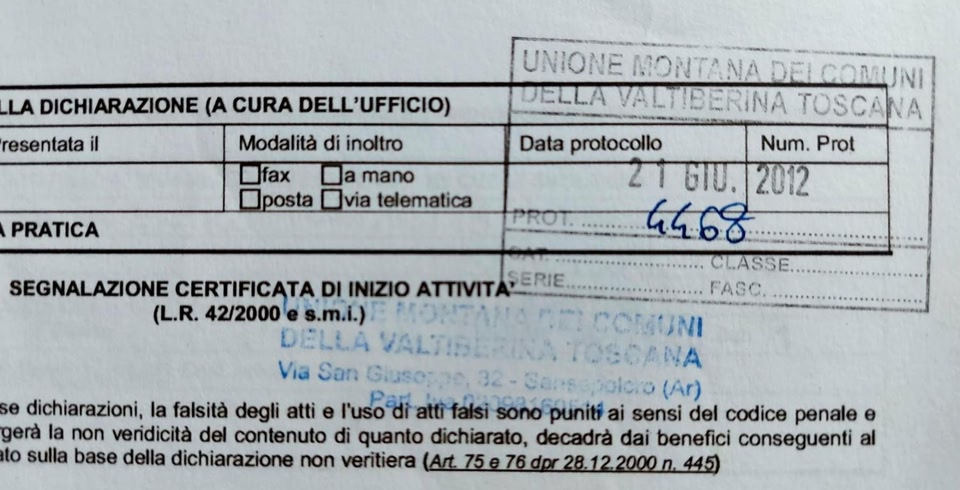 UNIONE MONTANA DEI COMUNI
DELLA VALTIBERINA TOSCANA
LLA DICHIARAZIONE (A CURA DELL'UFFICIO)
resentata il Modalità di inoltro Data protocollo Num. Prot
fax a mano 21 GIU. 2012
posta via telematica
PROT. 4468
A PRATICA
CAT. CLASSE
SERIE FASC.
SEGNALAZIONE CERTIFICATA DI INIZIO ATTIVITA'
(L.R. 42/2000 e s.m.i.)
UNIONE MONTANA DEI COMUNI
DELLA VALTIBERINA TOSCANA
Via San Giuseppe, 32 - Sansepolcro (Ar)
Part. Iva
se dichiarazioni, la falsità degli atti e l'uso di atti falsi sono puniti ai sensi del codice penale e
rgerà la non veridicità del contenuto di quanto dichiarato, decadrà dai benefici conseguenti al
ato sulla base della dichiarazione non veritiera (Art. 75 e 76 dpr 28.12.2000 n. 445)